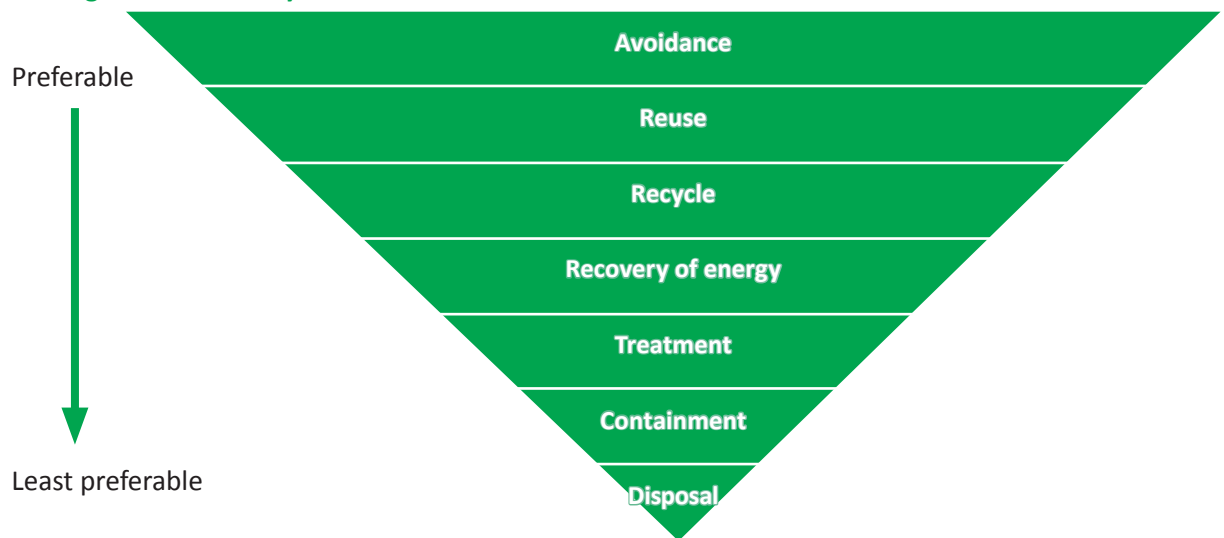 Avoidance
Preferable
Reuse
Recycle
Recovery of energy
Treatment
Containment
Least preferable
Disposal